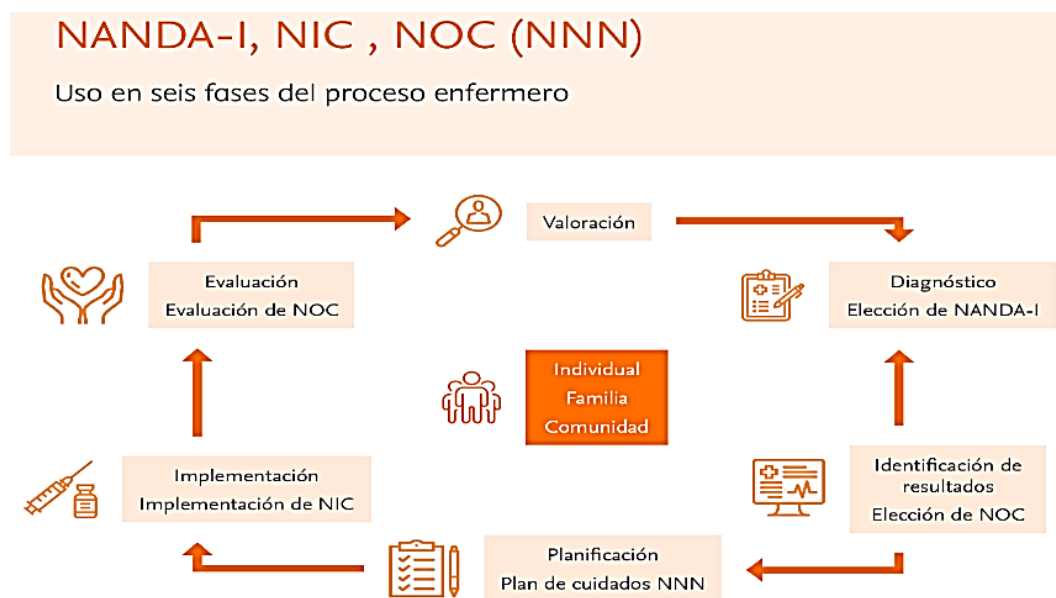 NANDA-I, NIC , NOC (NNN)
Uso en seis fases del proceso enfermero
Valoración
Evaluación
Evaluación de NOC
Diagnóstico
Elección de NANDA-I
Individual
Familia
Comunidad
Implementación
Implementación de NIC
Identificación de
resultados
Elección de NOC
Planificación
Plan de cuidados NNN